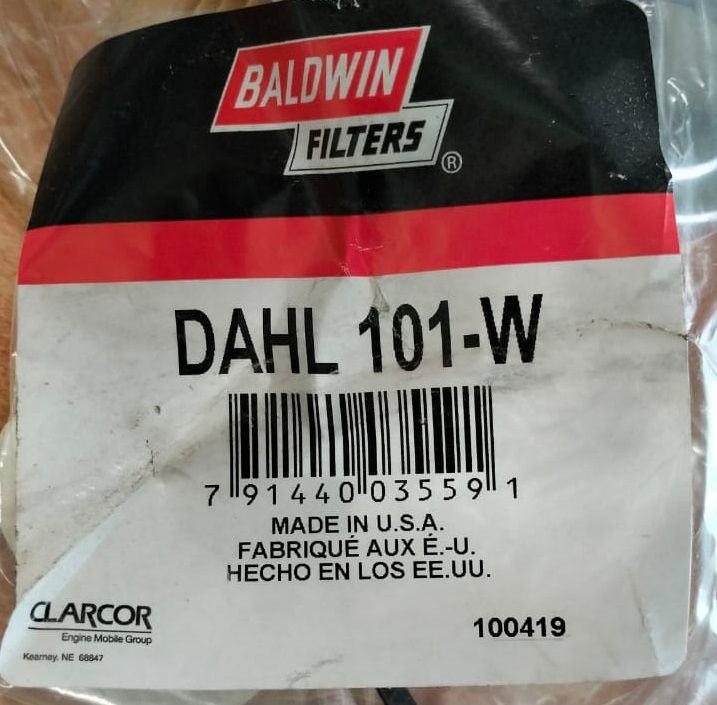 BALDWIN
FILTERS
®
DAHL 101-W
7 91440 03559 1
MADE IN U.S.A.
FABRIQUÉ AUX É.-U.
HECHO EN LOS EE.UU.
CLARCOR
Engine Mobile Group
Kearney, NE 68847
100419